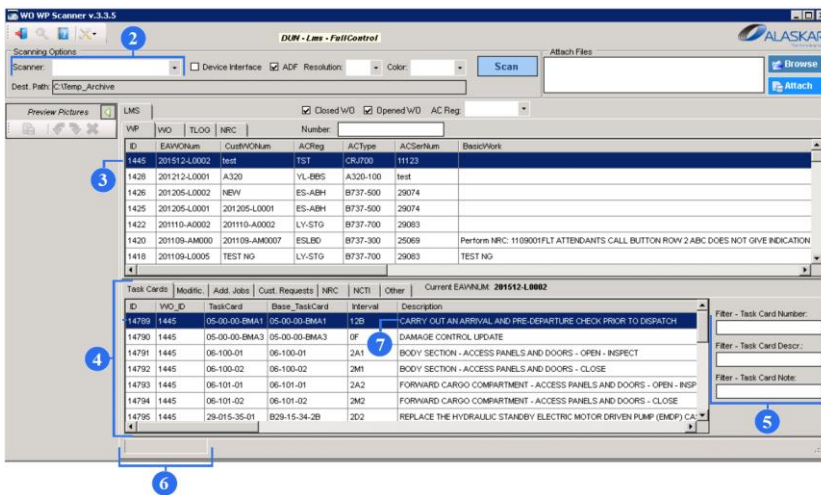 WO WP Scanner v.3.3.5
2
DUN - Lms - FullControl
ALASKAR
Scanning Options
Attach Files
Scanner:
Device Interface
ADF
Resolution:
Color:
Scan
Browse
Dest. Path:
C:\Temp_Archive
Attach
Preview Pictures
LMS
Closed WO
Opened WO
AC Reg:
WP
WO
TLOG
NRC
Number:
ID EAWONum CustWONum ACReg ACType ACSerNum BasicWork
3
1445 201512-L0002 test TST CRJ700 11123
1428 201212-L0001 A320 YL-BBS A320-100 test
1426 201205-L0002 NEW ES-ABH B737-500 29074
1425 201205-L0001 201205-L0001 ES-ABH B737-500 29074
1422 201110-A0002 201110-A0002 LY-STG B737-700 29083
1420 201109-AM000 201109-AM0007 ESLBD B737-300 25069 Perform NRC: 1109001FLT ATTENDANTS CALL BUTTON ROW 2 ABC DOES NOT GIVE INDICATION
1418 201109-L0005 TEST NG LY-STG B737-700 29083 TEST NG
Task Cards Modific. Add. Jobs Cust. Requests NRC NCTI Other Current EAWNUM: 201512-L0002
ID WO_ID TaskCard Base_TaskCard Interval Description
14789 1445 05-00-00-BMA1 05-00-00-BMA1 12B CARRY OUT AN ARRIVAL AND PRE-DEPARTURE CHECK PRIOR TO DISPATCH
14790 1445 05-00-00-BMA3 05-00-00-BMA3 0F DAMAGE CONTROL UPDATE
7
4
14791 1445 06-100-01 06-100-01 2A1 BODY SECTION - ACCESS PANELS AND DOORS - OPEN - INSPECT
14792 1445 06-100-02 06-100-02 2M1 BODY SECTION - ACCESS PANELS AND DOORS - CLOSE
14793 1445 06-101-01 06-101-01 2A2 FORWARD CARGO COMPARTMENT - ACCESS PANELS AND DOORS - OPEN - INSP
14794 1445 06-101-02 06-101-02 2M2 FORWARD CARGO COMPARTMENT - ACCESS PANELS AND DOORS - CLOSE
14795 1445 29-015-35-01 B29-15-34-2B 2D2 REPLACE THE HYDRAULIC STANDBY ELECTRIC MOTOR DRIVEN PUMP (EMDP) CA
Filter - Task Card Number:
Filter - Task Card Descr.:
Filter - Task Card Note:
5
6